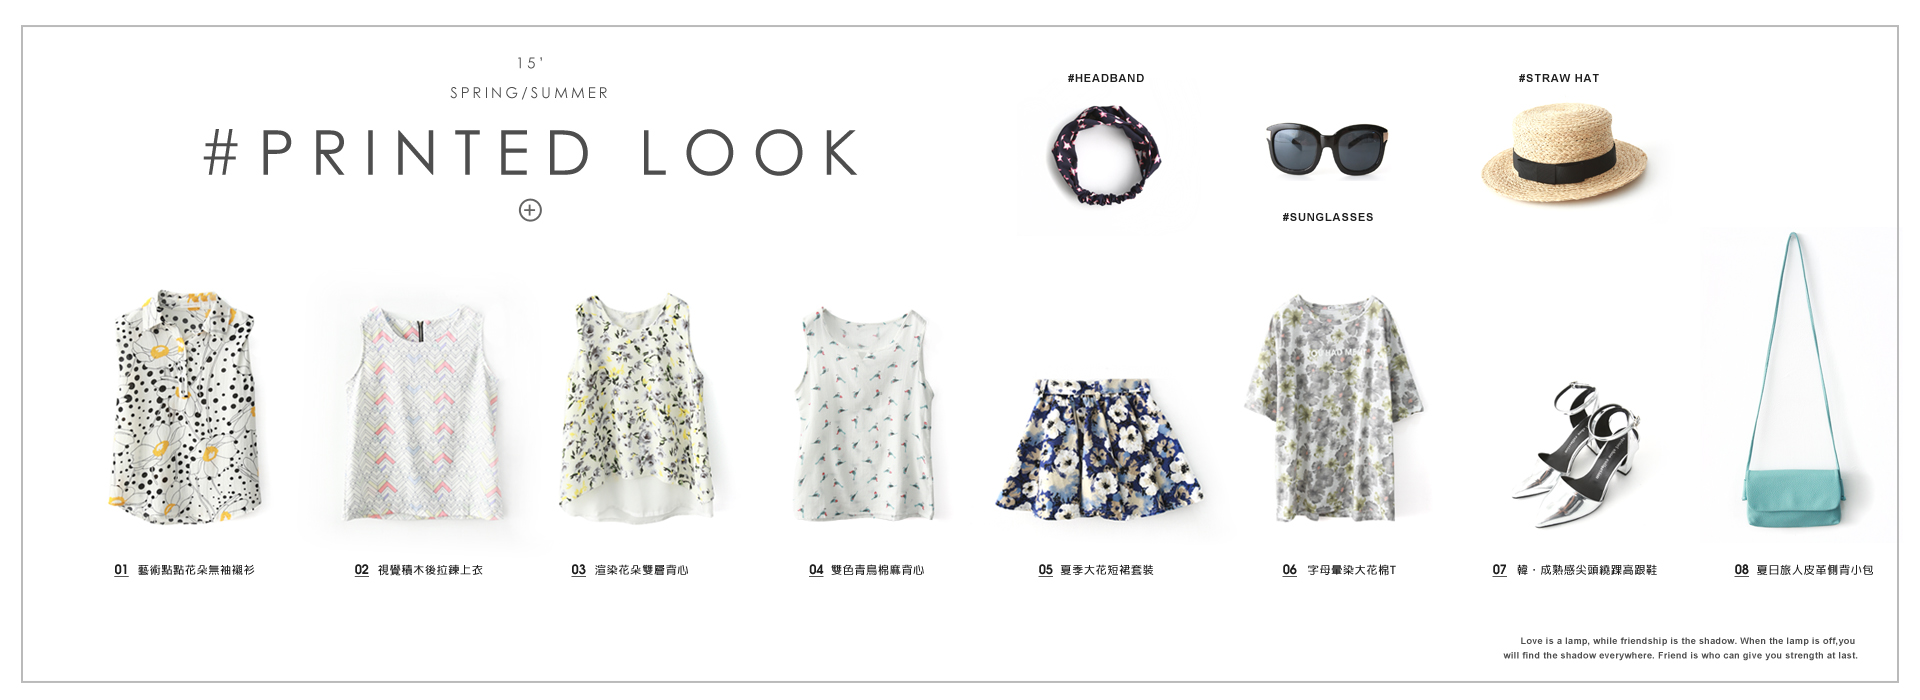 15'
SPRING/SUMMER
#PRINTED LOOK
#HEADBAND
#SUNGLASSES
#STRAW HAT
01 藝術點點花朵無袖襯衫
02 視覺積木後拉鍊上衣
03 渲染花朵雙層背心
04 雙色青鳥棉麻背心
05 夏季大花短裙套裝
06 字母暈染大花棉T
07 韓·成熟感尖頭繞踝高跟鞋
08 夏日旅人皮革側背小包
Love is a lamp, while friendship is the shadow. When the lamp is off,you
will find the shadow everywhere. Friend is who can give you strength at last.